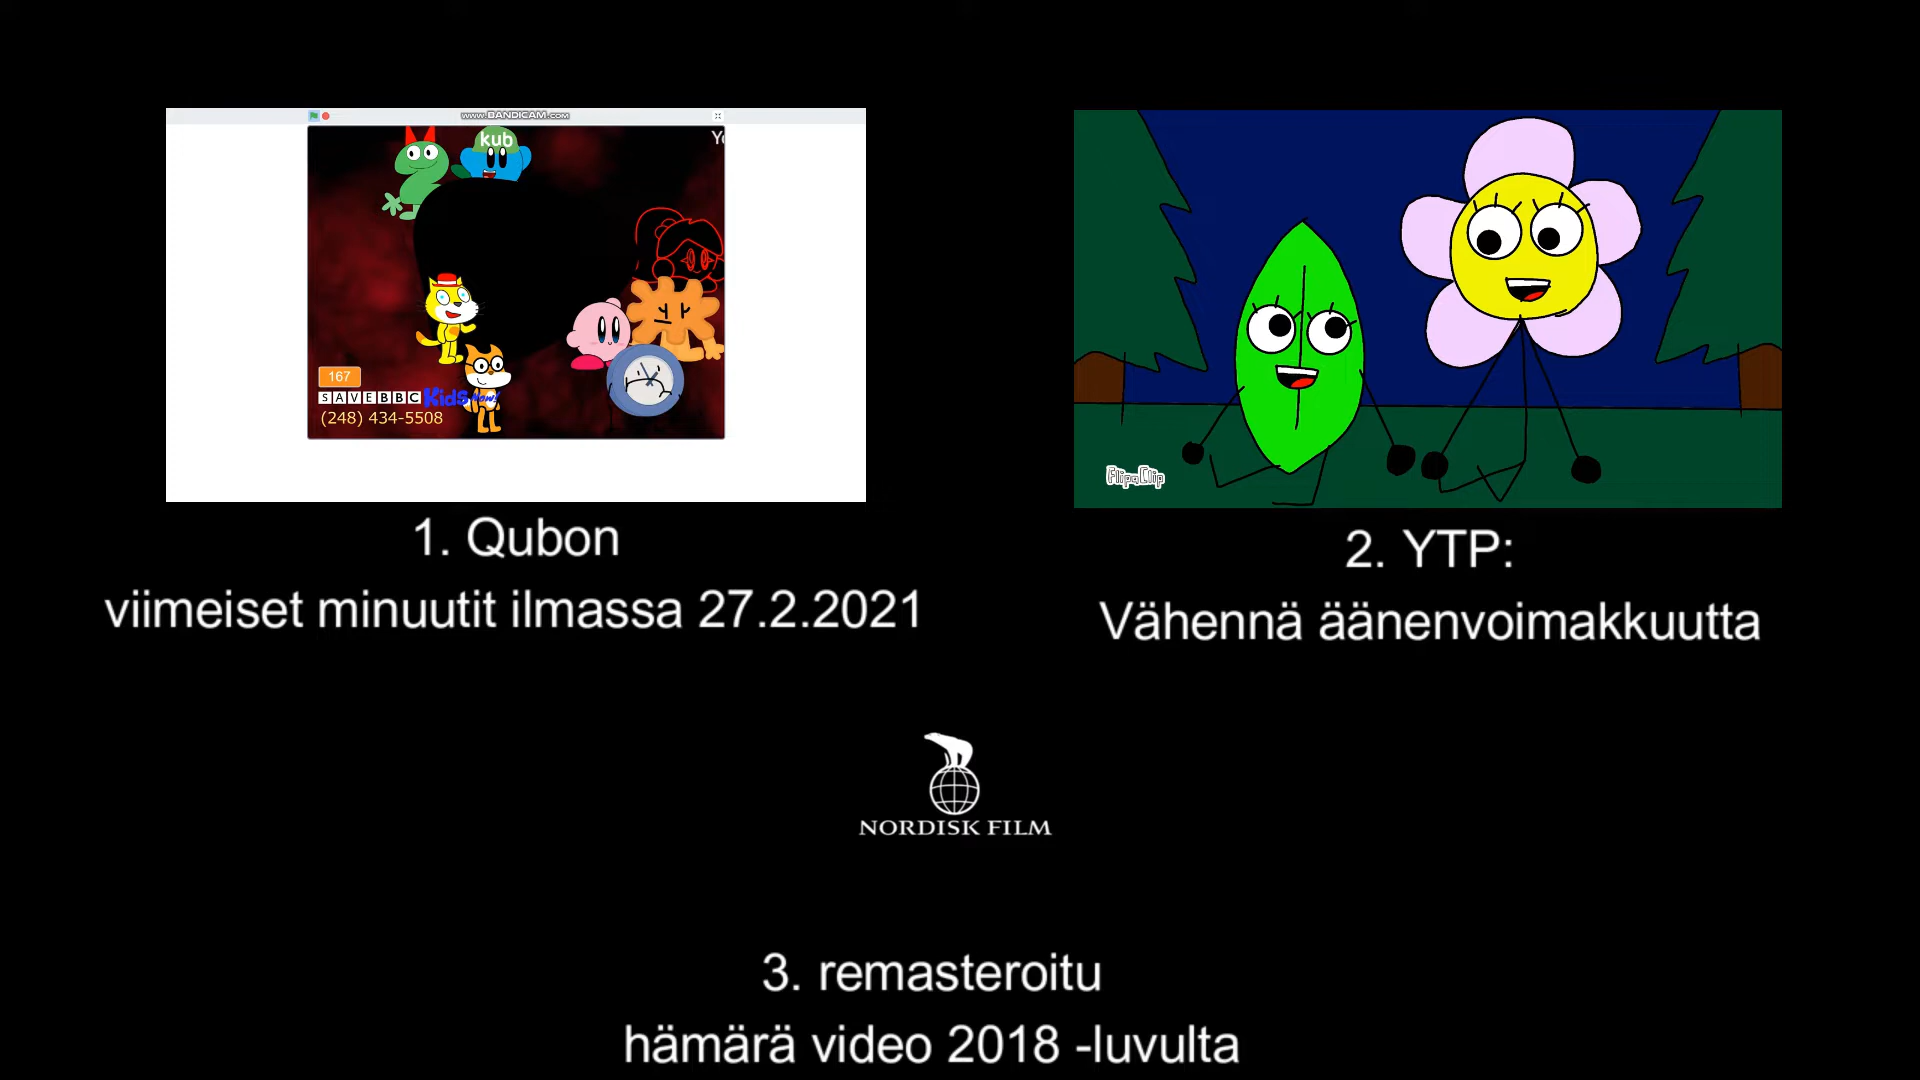 www.BANDICAM.com
kub
167
SAVEBBC Kids Now!
(248) 434-5508
FlipaClip
1. Qubon
viimeiset minuutit ilmassa 27.2.2021
2. YTP:
Vähennä äänenvoimakkuutta
NORDISK FILM
3. remasteroitu
hämärä video 2018 -luvulta